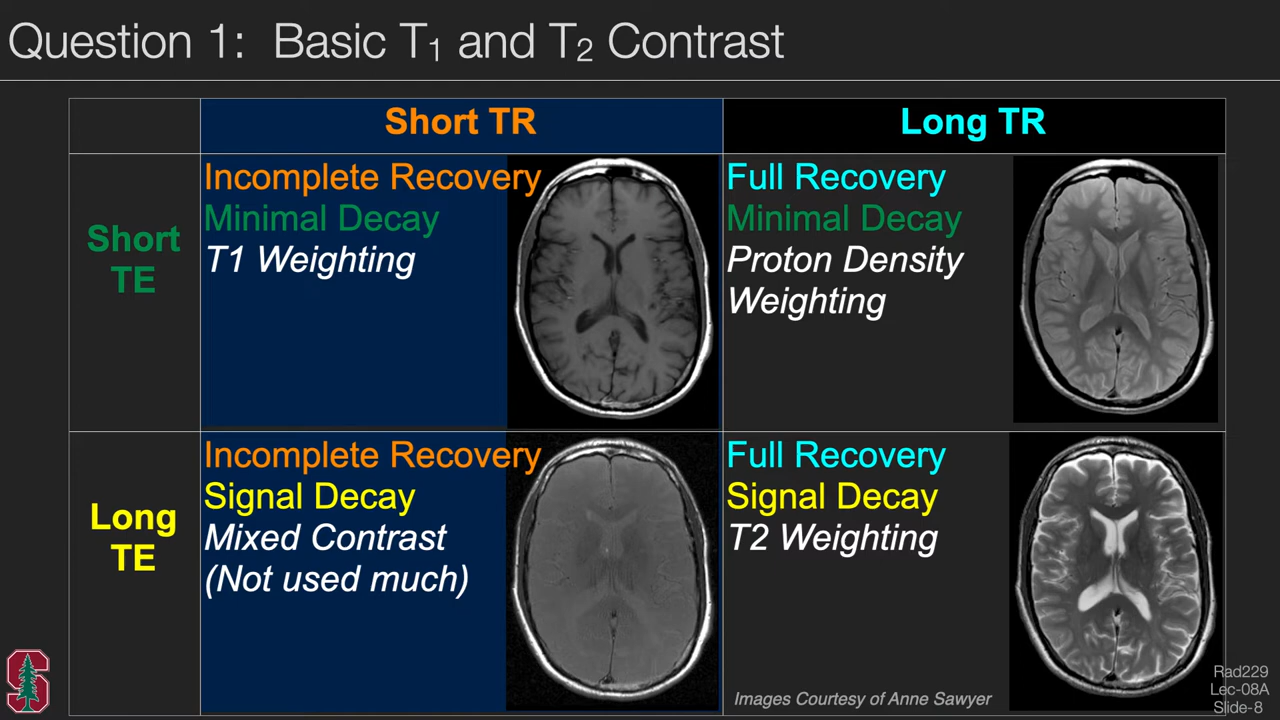 Question 1: Basic T₁ and T₂ Contrast
Short TR
Long TR
Short
TE
Incomplete Recovery
Minimal Decay
T1 Weighting
Full Recovery
Minimal Decay
Proton Density
Weighting
Long
TE
Incomplete Recovery
Signal Decay
Mixed Contrast
(Not used much)
Full Recovery
Signal Decay
T2 Weighting
Images Courtesy of Anne Sawyer
Rad229
Lec-08A
Slide-8